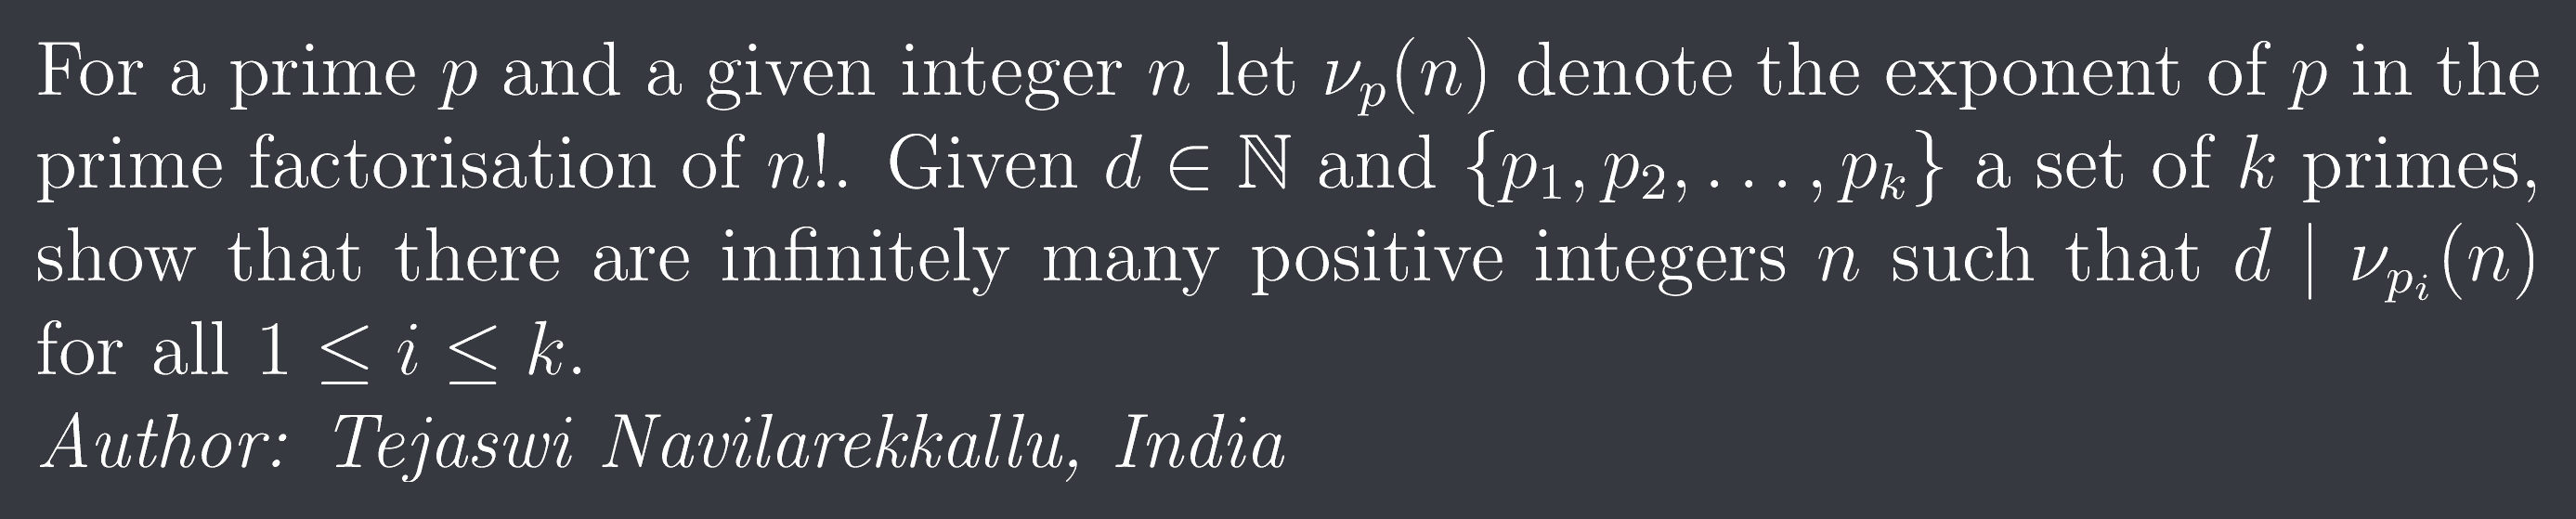 For a prime $p$ and a given integer $n$ let $\nu_p(n)$ denote the exponent of $p$ in the
prime factorisation of $n!$. Given $d \in \mathbb{N}$ and $\{p_1, p_2, \ldots, p_k\}$ a set of $k$ primes,
show that there are infinitely many positive integers $n$ such that $d \mid \nu_{p_i}(n)$
for all $1 \leq i \leq k$.
Author: Tejaswi Navilarekkallu, India